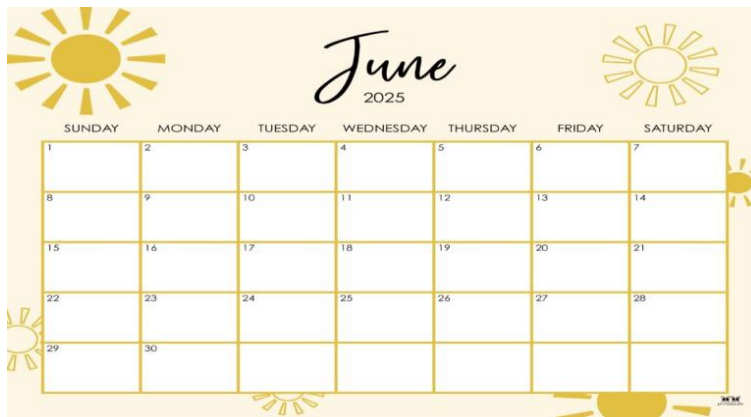 June
2025
SUNDAY MONDAY TUESDAY WEDNESDAY THURSDAY FRIDAY SATURDAY
1 2 3 4 5 6 7
8 9 10 11 12 13 14
15 16 17 18 19 20 21
22 23 24 25 26 27 28
29 30